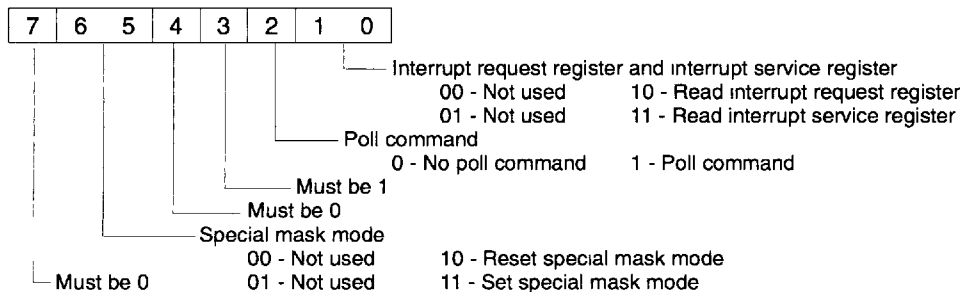 7 6 5 4 3 2 1 0
Interrupt request register and interrupt service register
00 - Not used 10 - Read interrupt request register
01 - Not used 11 - Read interrupt service register
Poll command
0 - No poll command 1 - Poll command
Must be 1
Must be 0
Special mask mode
00 - Not used 10 - Reset special mask mode
Must be 0 01 - Not used 11 - Set special mask mode